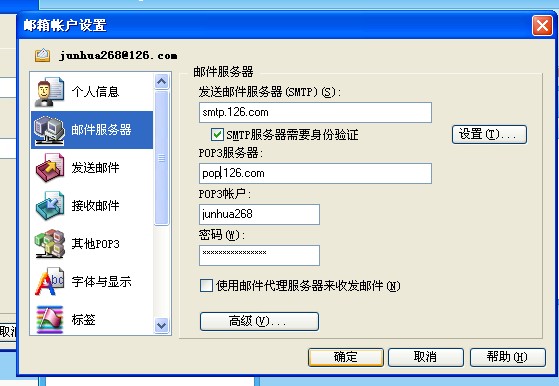 邮箱帐户设置
junhua268@126.com
个人信息
邮件服务器
发送邮件
接收邮件
其他POP3
字体与显示
标签
邮件服务器
发送邮件服务器(SMTP)(S):
smtp.126.com
SMTP服务器需要身份验证
设置(T)...
POP3服务器:
pop.126.com
POP3帐户:
junhua268
密码(W):
****************
使用邮件代理服务器来收发邮件(N)
高级(V)...
取消
确定
取消
帮助(H)